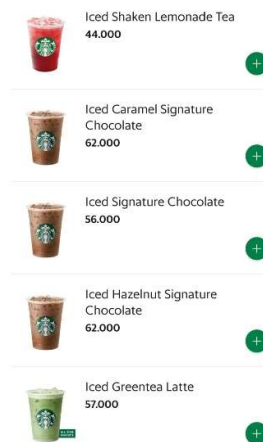 Iced Shaken Lemonade Tea
44.000
Iced Caramel Signature
Chocolate
62.000
Iced Signature Chocolate
56.000
Iced Hazelnut Signature
Chocolate
62.000
Iced Greentea Latte
57.000